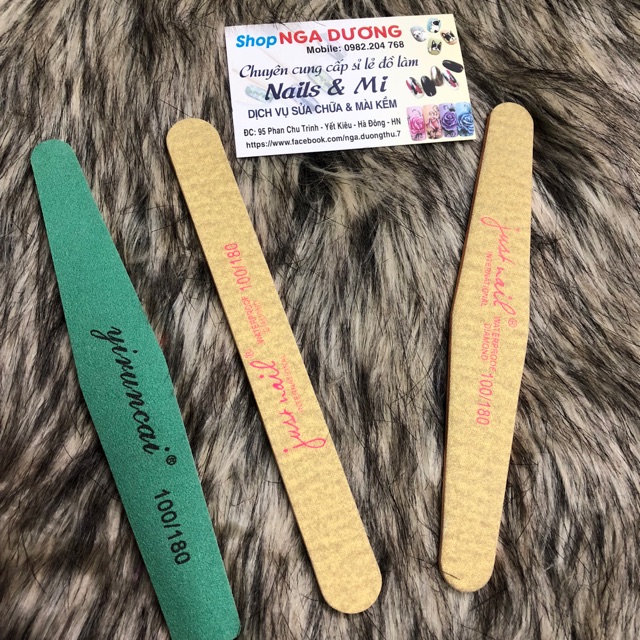 Shop NGA DƯƠNG
Mobile: 0982.204 768
Chuyên cung cấp sỉ lẻ đồ làm
Nails & Mi
DỊCH VỤ SỬA CHỮA & MÀI KỀM
ĐC: 95 Phan Chu Trinh - Yết Kiêu - Hà Đông - HN
https://www.facebook.com/nga.duongthu.7
yirunoai®
100/180
just nail®
100/180
just nail®
WATERPROOF
DIAMOND
100/180